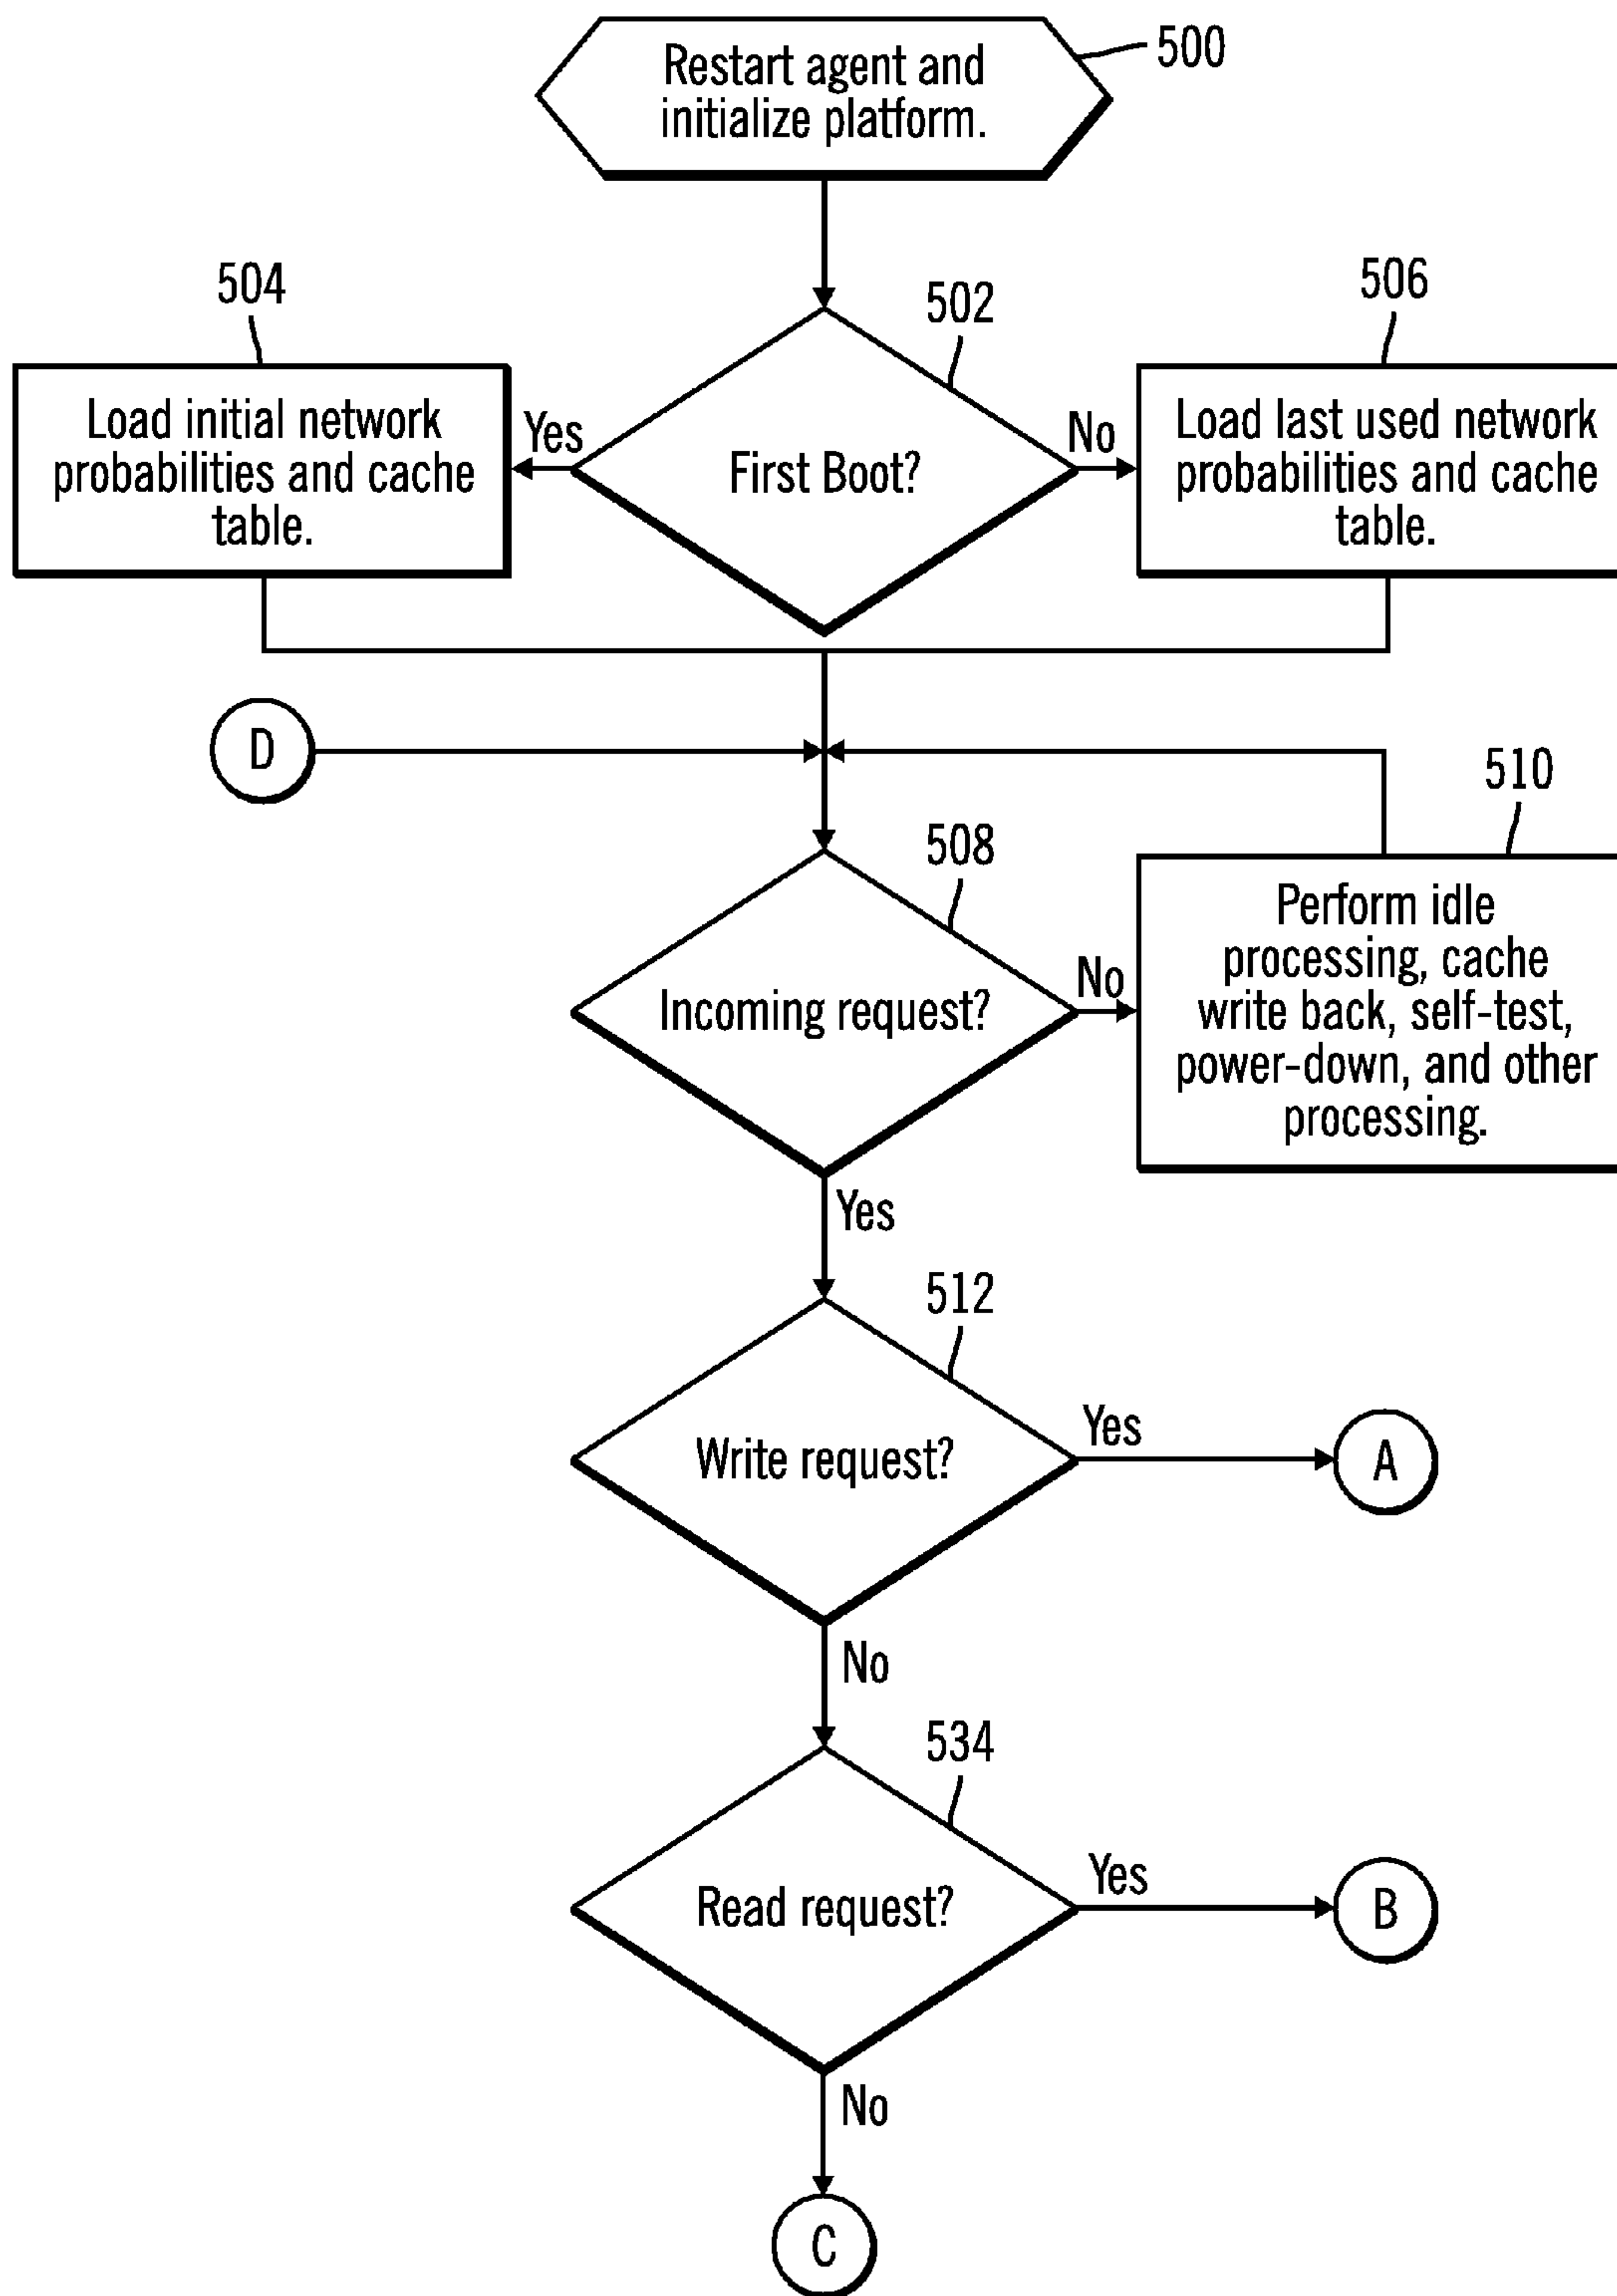 Restart agent and
initialize platform.
500
504
502
506
Load initial network
probabilities and cache
table.
Yes
First Boot?
No
Load last used network
probabilities and cache
table.
D
510
508
Incoming request?
No
Perform idle
processing, cache
write back, self-test,
power-down, and other
processing.
Yes
512
Write request?
Yes
A
No
534
Read request?
Yes
B
No
C